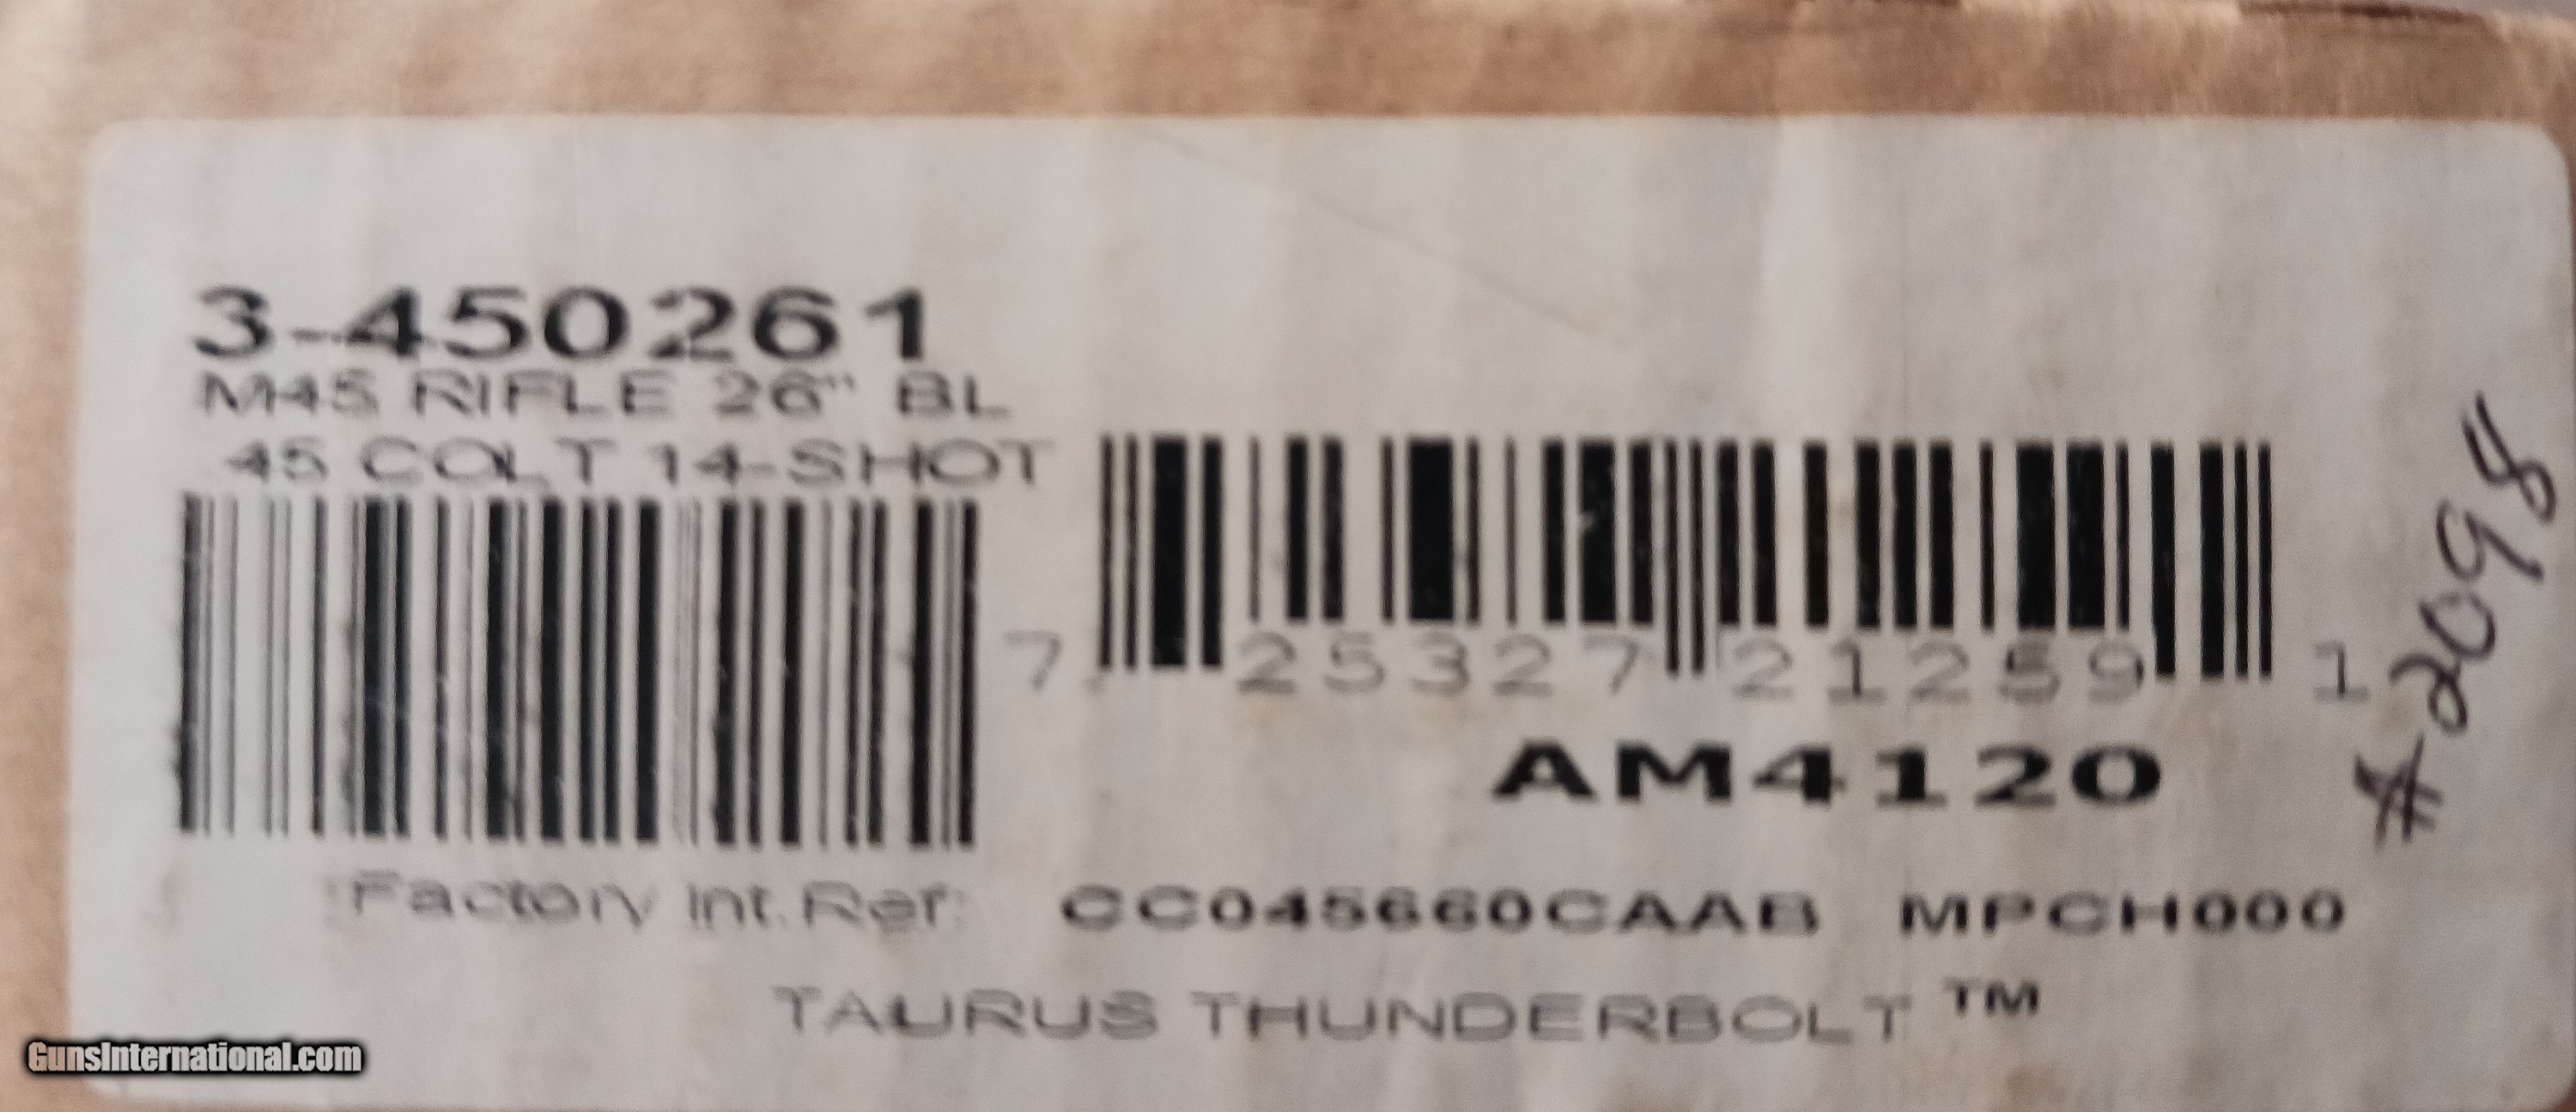 3-450261
M45 RIFLE 26" BL
.45 COLT 14-SHOT
7 25327 21259 1
AM4120
#2098
Factory Int. Ref: CC045660CAAB MPCH000
TAURUS THUNDERBOLT ™
GunsInternational.com